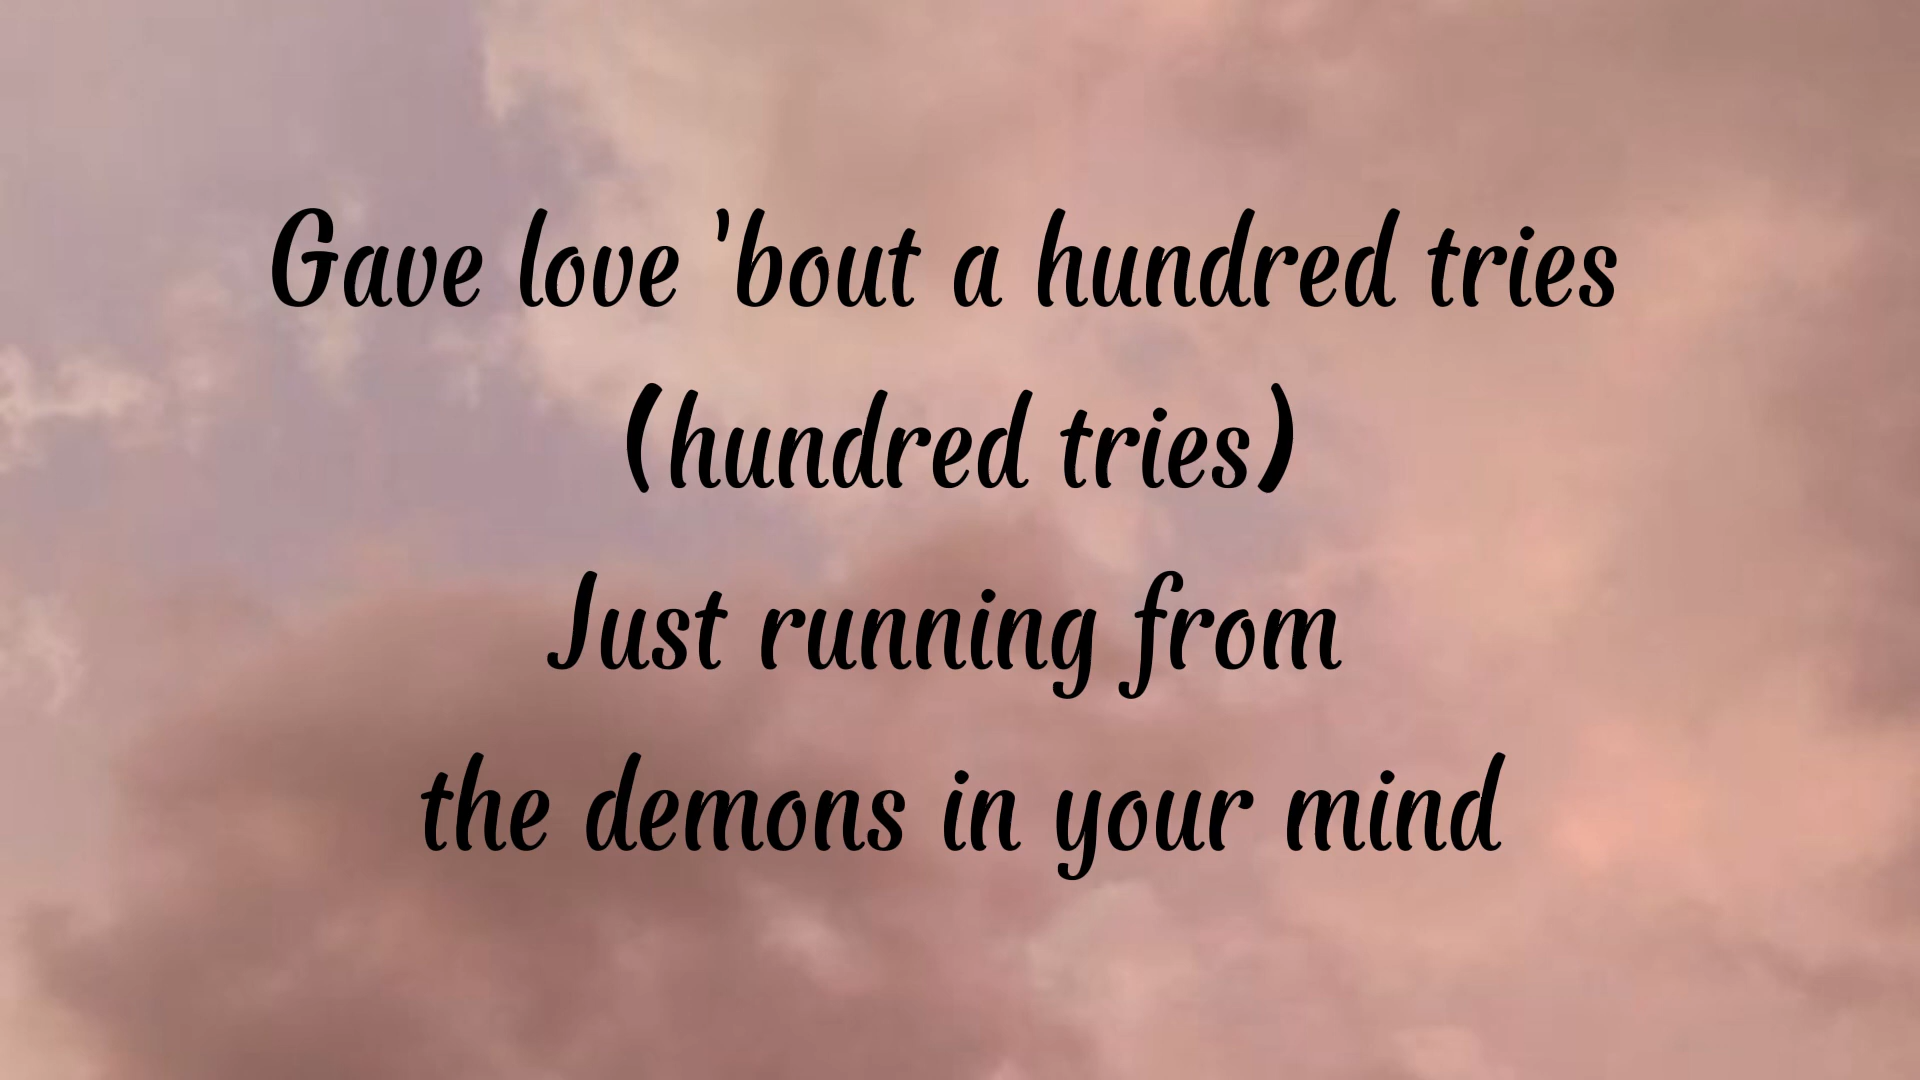 Gave love 'bout a hundred tries
(hundred tries)
Just running from
the demons in your mind